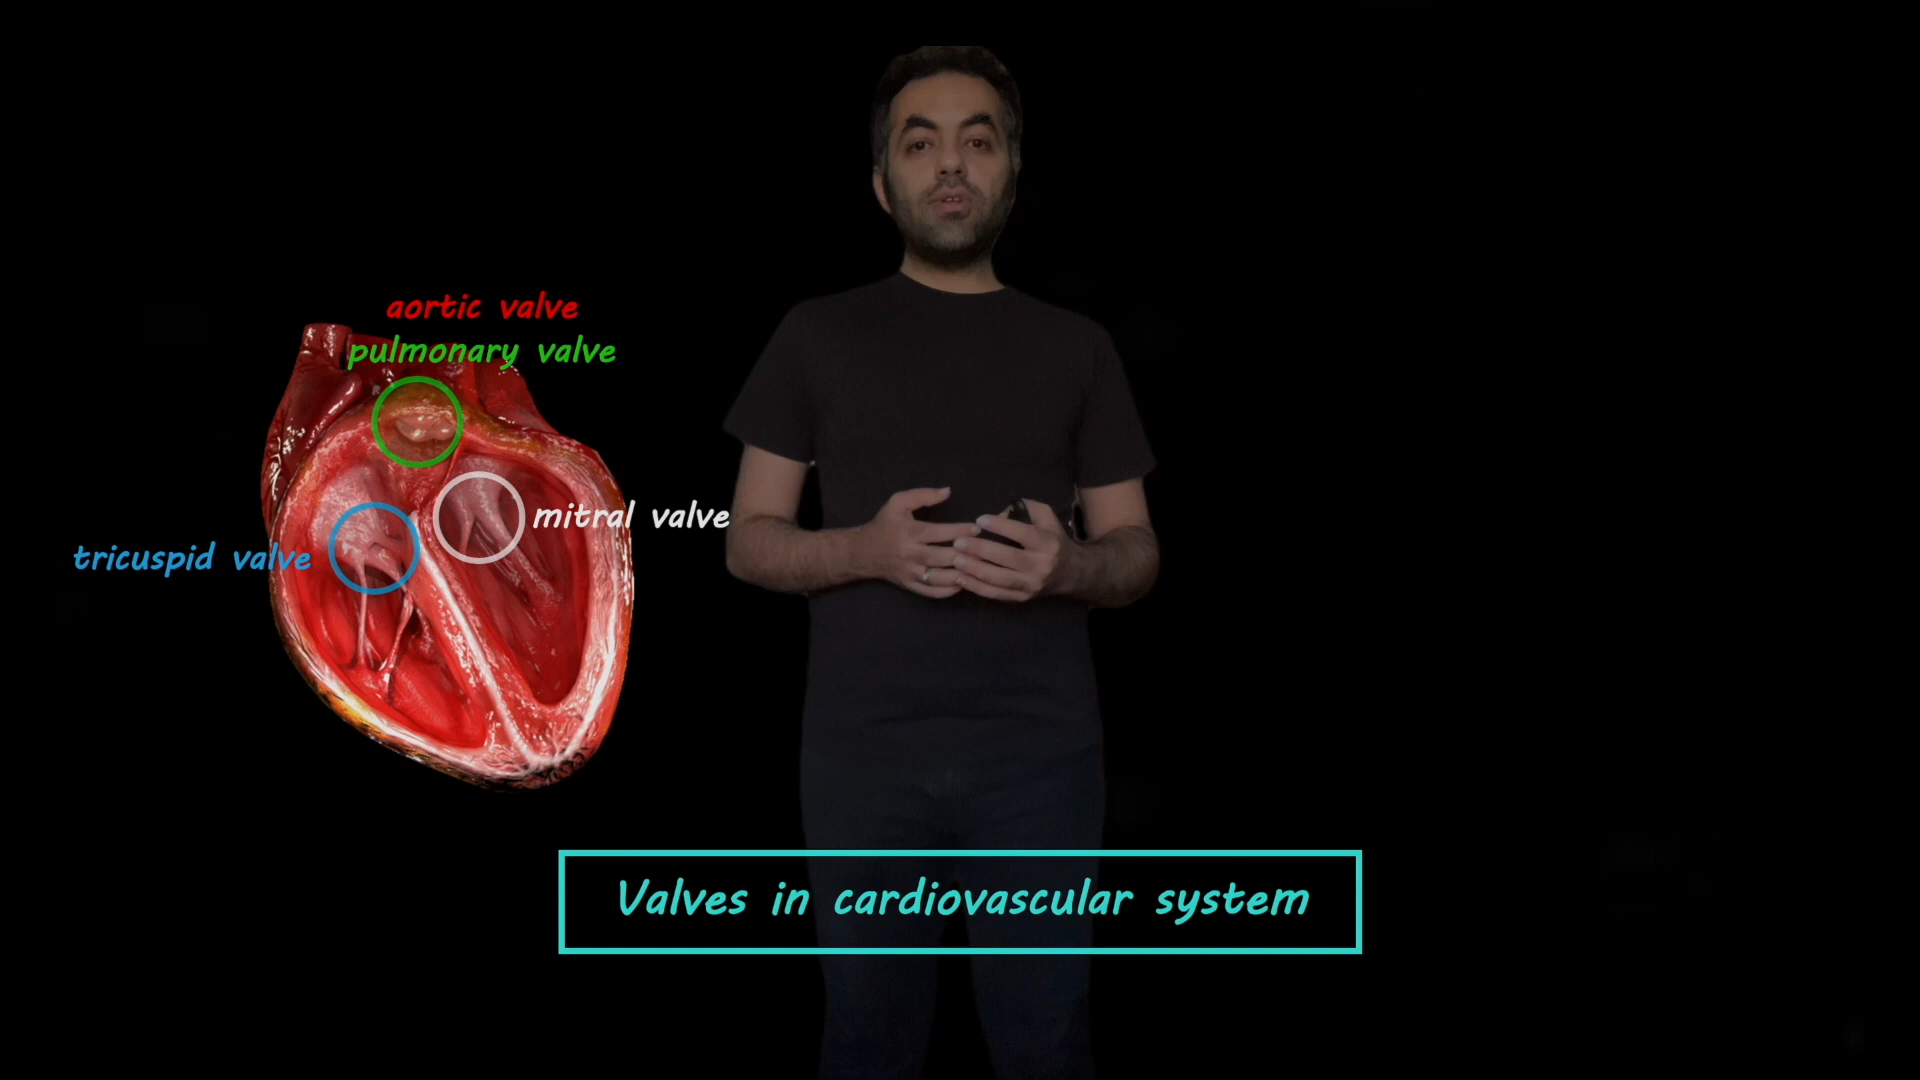 aortic valve
pulmonary valve
mitral valve
tricuspid valve
Valves in cardiovascular system